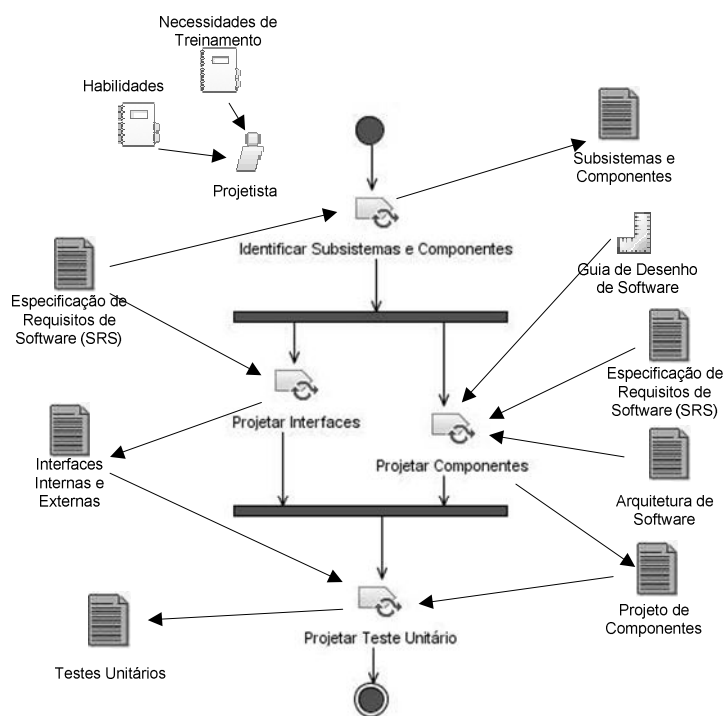 Necessidades de
Treinamento
Habilidades
Projetista
Subsistemas e
Componentes
Identificar Subsistemas e Componentes
Guia de Desenho
de Software
Especificação de
Requisitos de
Software (SRS)
Especificação de
Requisitos de
Software (SRS)
Projetar Interfaces
Projetar Componentes
Interfaces
Internas e
Externas
Arquitetura de
Software
Projeto de
Componentes
Projetar Teste Unitário
Testes Unitários